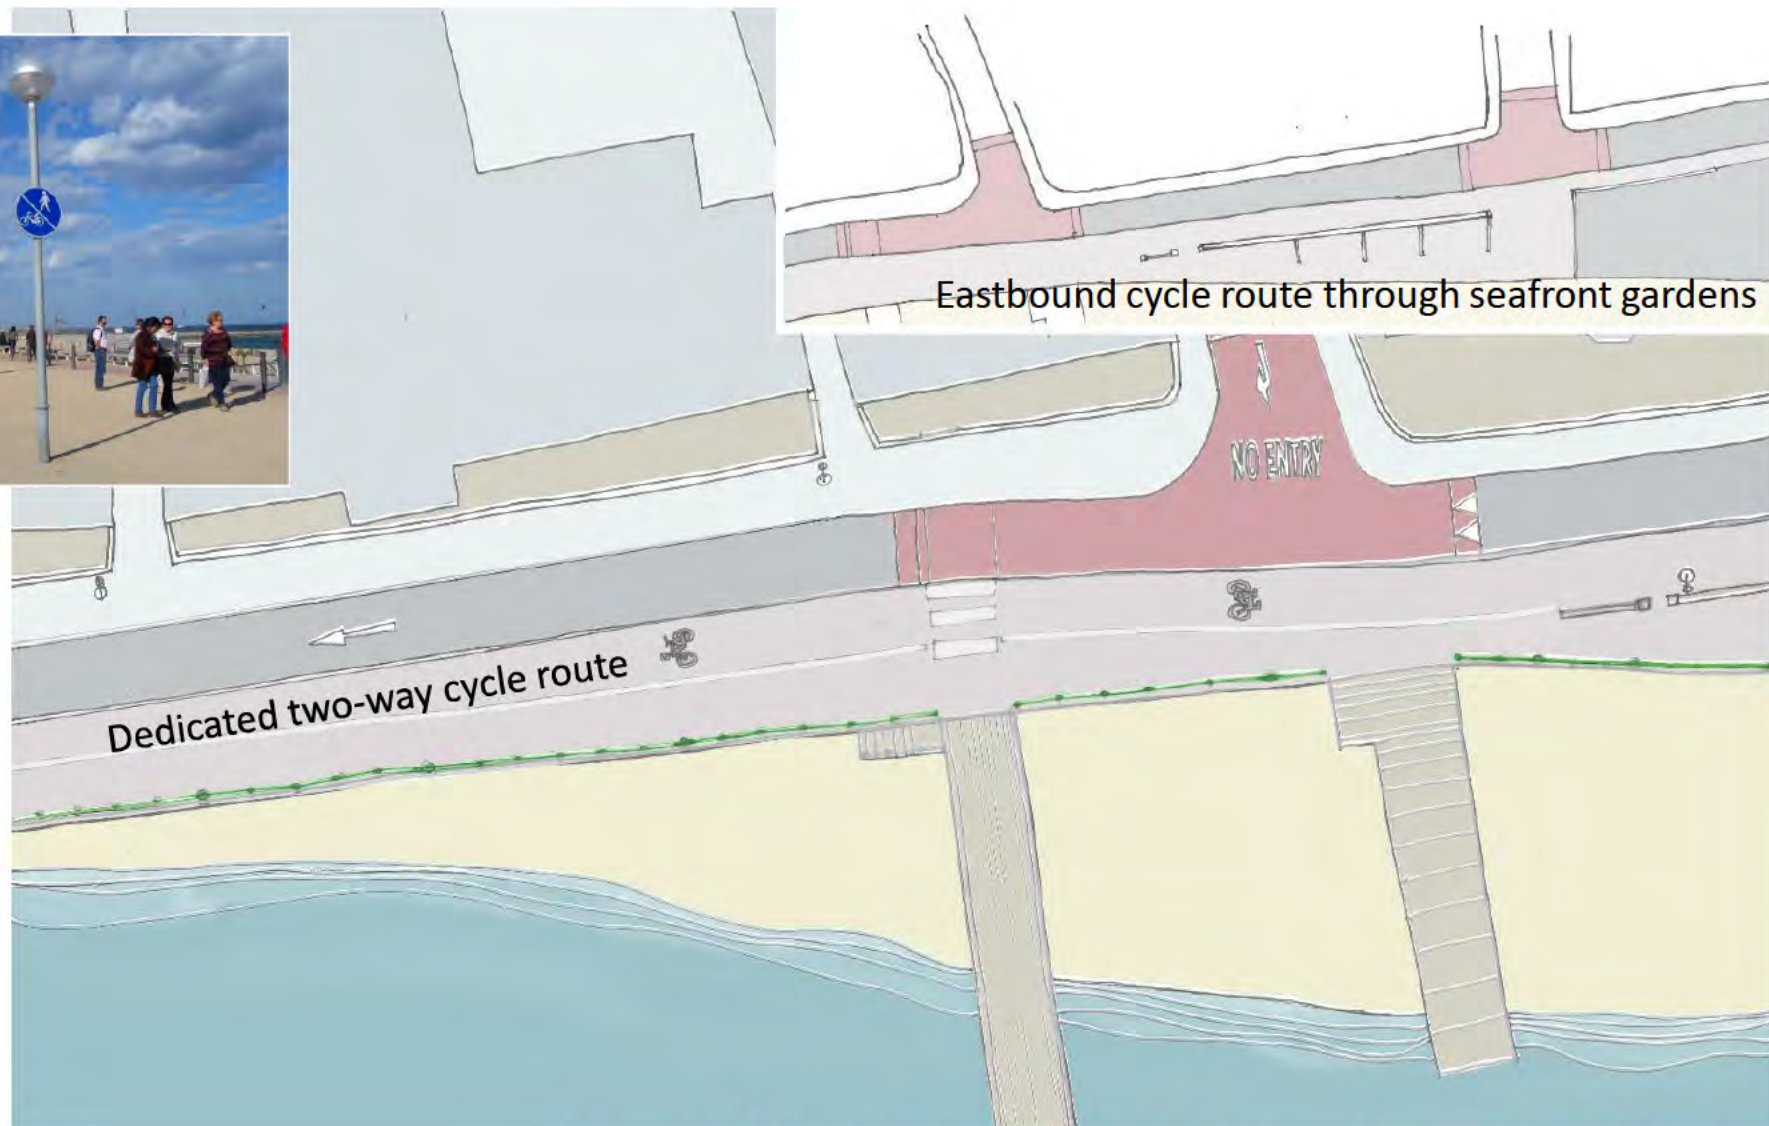 Eastbound cycle route through seafront gardens
NO ENTRY
Dedicated two-way cycle route